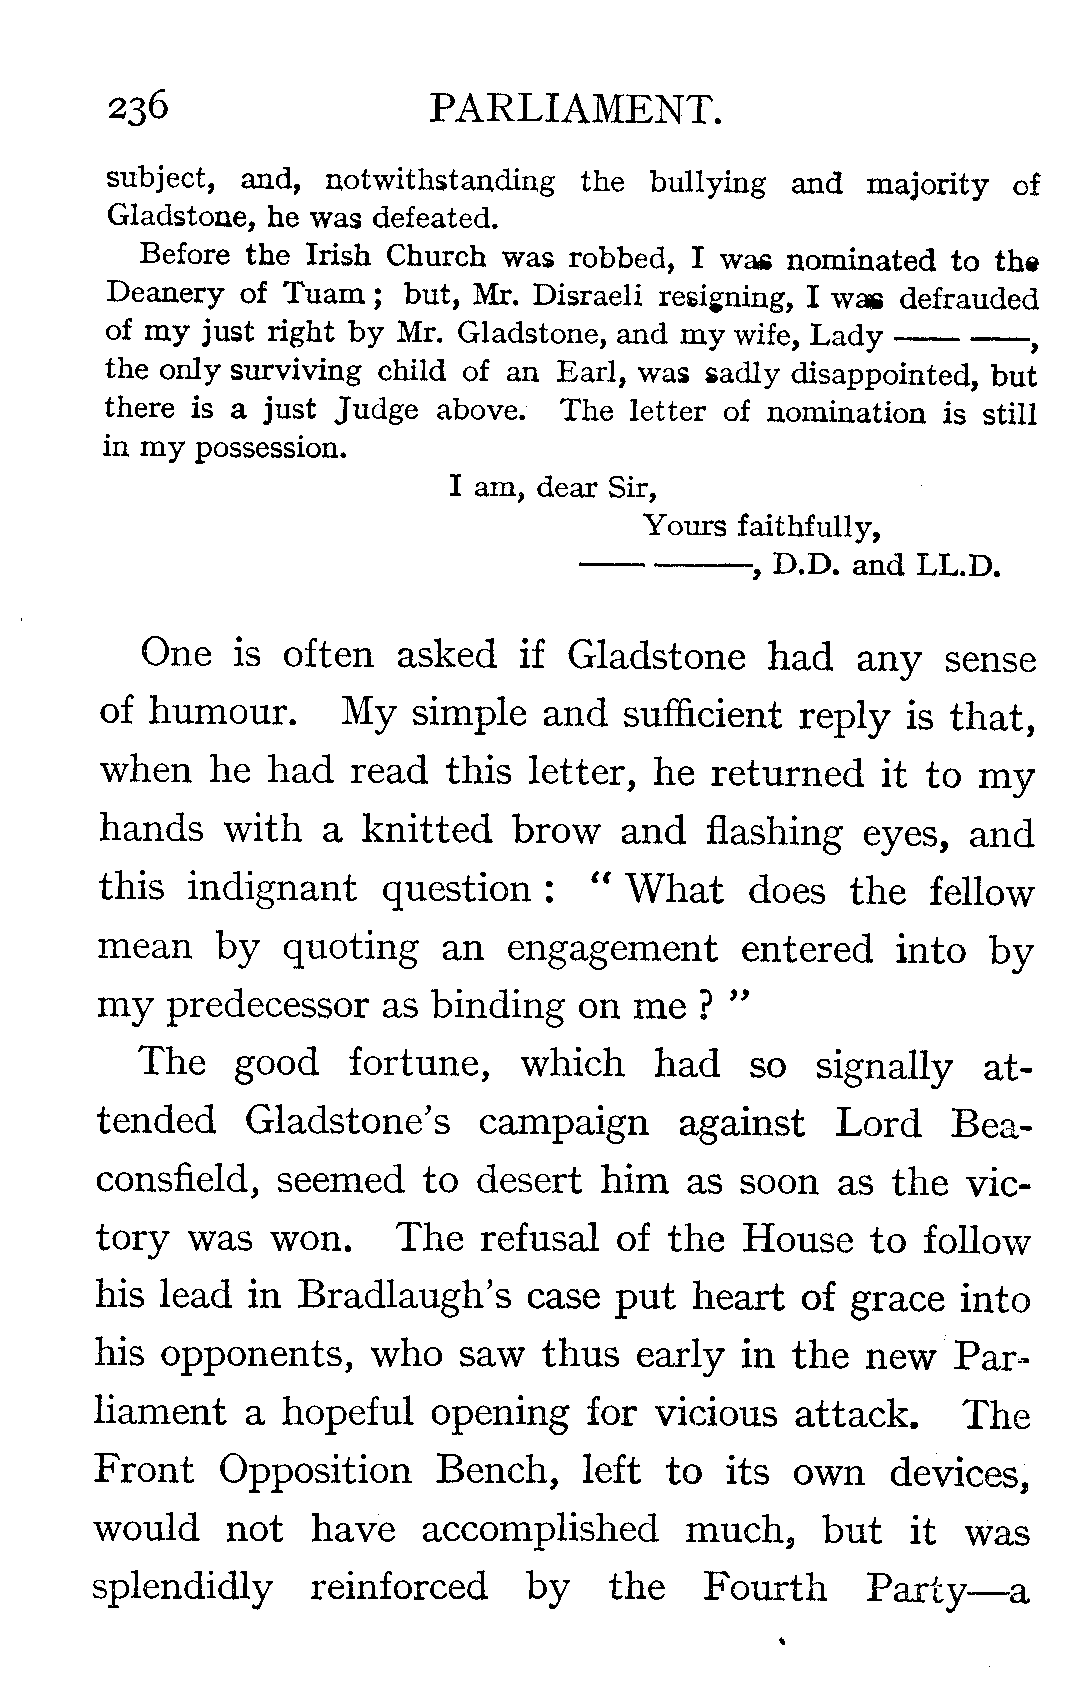 236 PARLIAMENT.
subject, and, notwithstanding the bullying and majority of
Gladstone, he was defeated.
Before the Irish Church was robbed, I was nominated to the
Deanery of Tuam; but, Mr. Disraeli resigning, I was defrauded
of my just right by Mr. Gladstone, and my wife, Lady —— ——,
the only surviving child of an Earl, was sadly disappointed, but
there is a just Judge above. The letter of nomination is still
in my possession.
I am, dear Sir,
Yours faithfully,
—— ———, D.D. and LL.D.
One is often asked if Gladstone had any sense
of humour. My simple and sufficient reply is that,
when he had read this letter, he returned it to my
hands with a knitted brow and flashing eyes, and
this indignant question : “ What does the fellow
mean by quoting an engagement entered into by
my predecessor as binding on me ? ”
The good fortune, which had so signally at-
tended Gladstone’s campaign against Lord Bea-
consfield, seemed to desert him as soon as the vic-
tory was won. The refusal of the House to follow
his lead in Bradlaugh’s case put heart of grace into
his opponents, who saw thus early in the new Par-
liament a hopeful opening for vicious attack. The
Front Opposition Bench, left to its own devices,
would not have accomplished much, but it was
splendidly reinforced by the Fourth Party—a